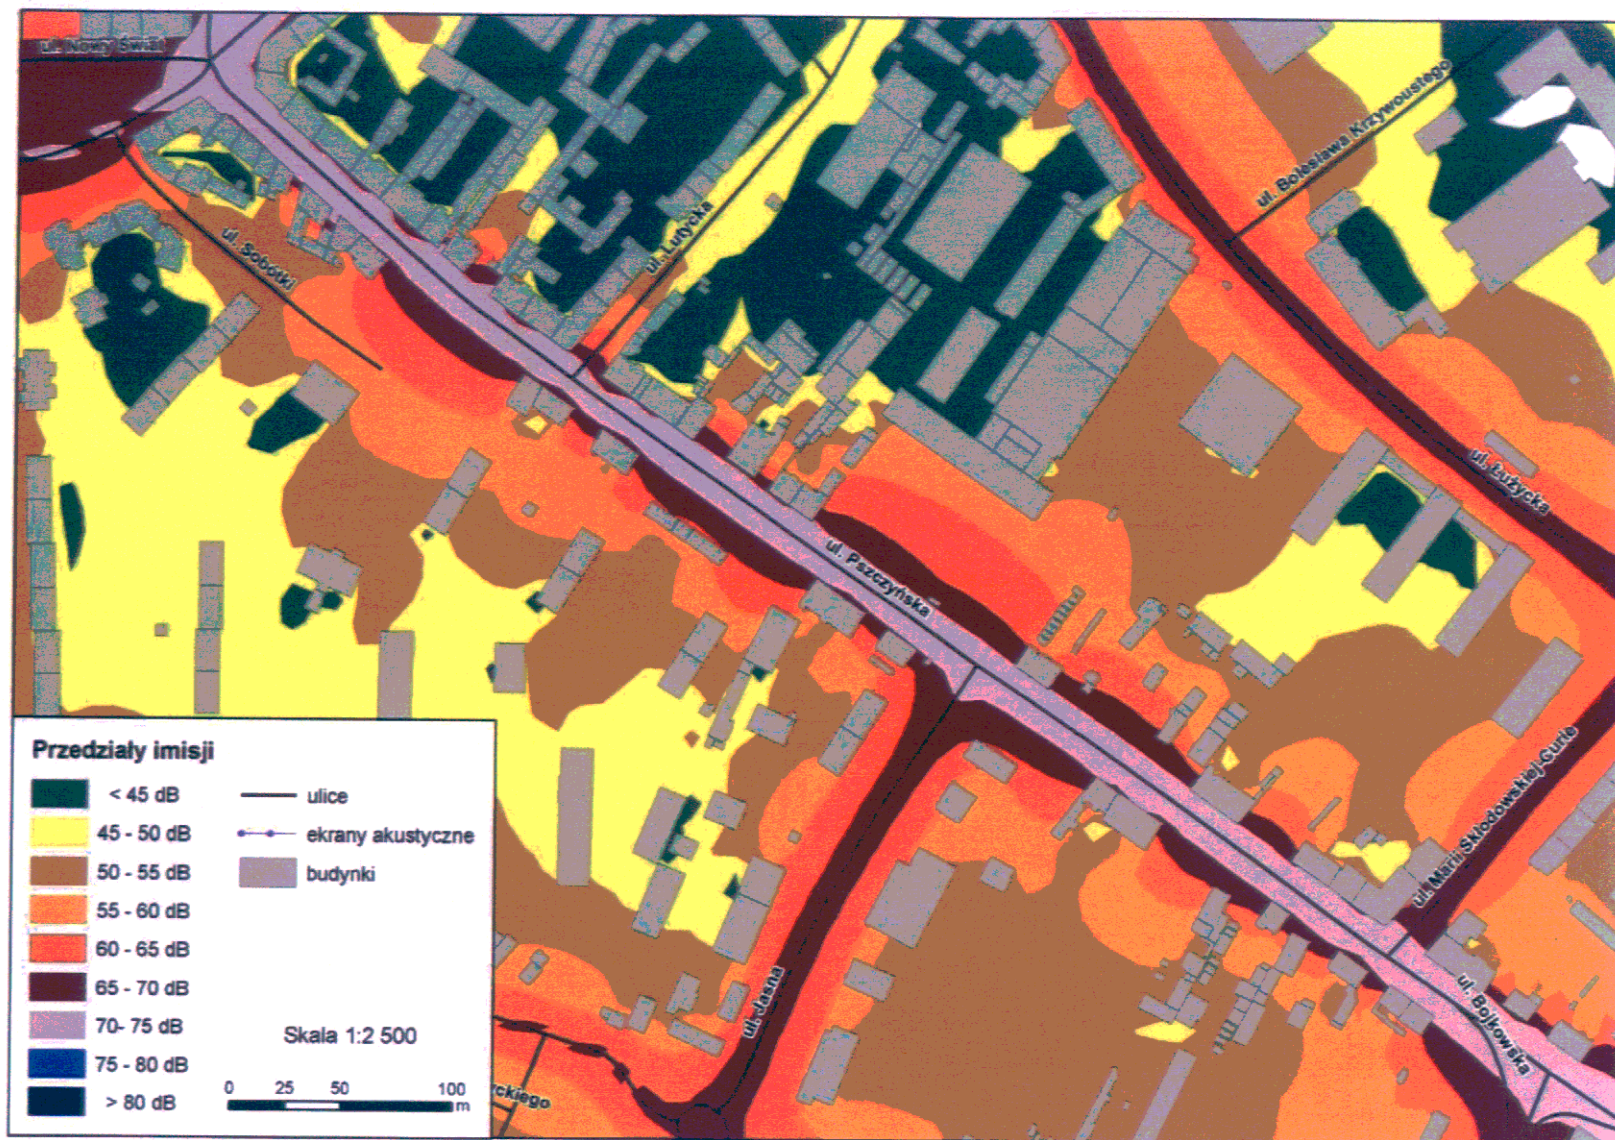 ul. Nowy Świat
ul. Bolesława Krzywoustego
ul. Sobótki
ul. Lutycka
ul. Łużycka
ul. Pszczyńska
ul. Marii Skłodowskiej-Curie
ul. Jasna
ul. Bojkowska
yckiego
Przedziały imisji
< 45 dB
45 - 50 dB
50 - 55 dB
55 - 60 dB
60 - 65 dB
65 - 70 dB
70- 75 dB
75 - 80 dB
> 80 dB
ulice
ekrany akustyczne
budynki
Skala 1:2 500
0 25 50 100
m